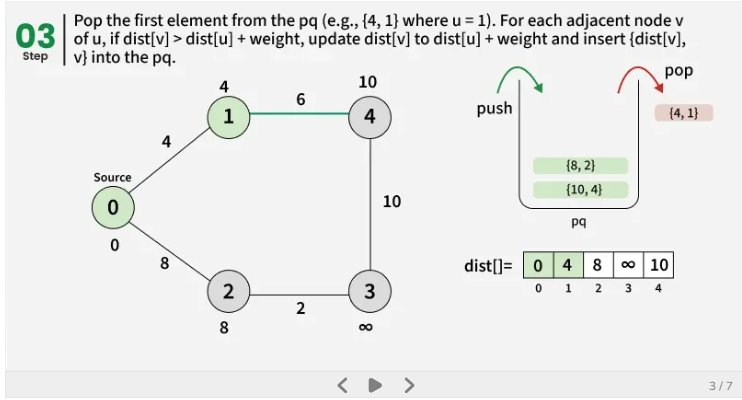 03
Step
Pop the first element from the pq (e.g., {4, 1} where u = 1). For each adjacent node v
of u, if dist[v] > dist[u] + weight, update dist[v] to dist[u] + weight and insert {dist[v],
v} into the pq.
4
1
6
10
4
4
Source
0
0
8
2
8
2
3
∞
10
push
pop
{4, 1}
{8, 2}
{10, 4}
pq
dist[]= 0 4 8 ∞ 10
0 1 2 3 4
3 / 7